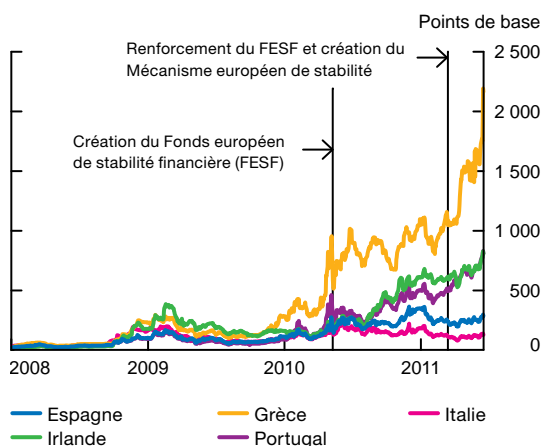 Points de base
Renforcement du FESF et création du
Mécanisme européen de stabilité
Création du Fonds européen
de stabilité financière (FESF)
2 500
2 000
1 500
1 000
500
0
2008 2009 2010 2011
Espagne Grèce Italie
Irlande Portugal